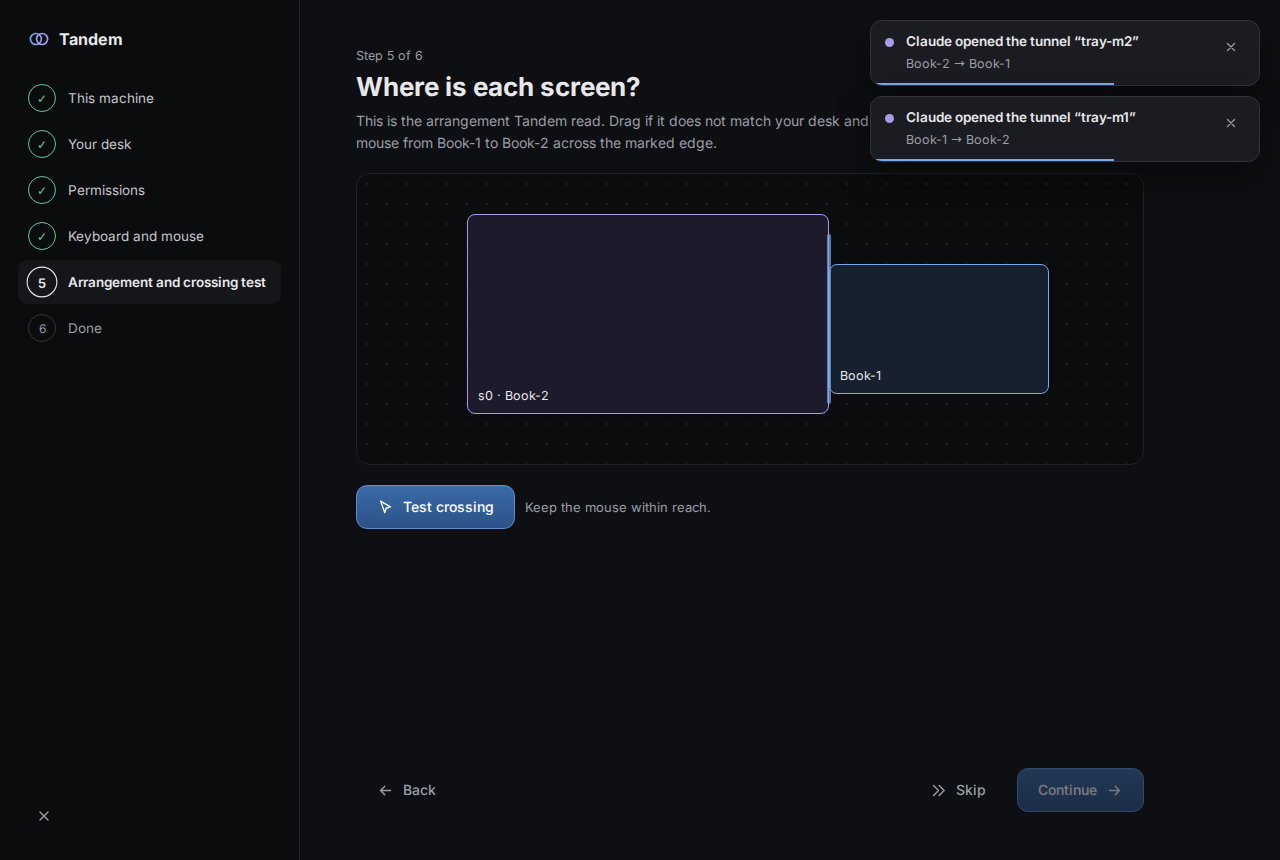 Tandem
✓ This machine
✓ Your desk
✓ Permissions
✓ Keyboard and mouse
5 Arrangement and crossing test
6 Done
Step 5 of 6
Where is each screen?
This is the arrangement Tandem read. Drag if it does not match your desk and
mouse from Book-1 to Book-2 across the marked edge.
Claude opened the tunnel “tray-m2”
Book-2 → Book-1
Claude opened the tunnel “tray-m1”
Book-1 → Book-2
s0 · Book-2
Book-1
Test crossing
Keep the mouse within reach.
← Back
Skip
Continue →